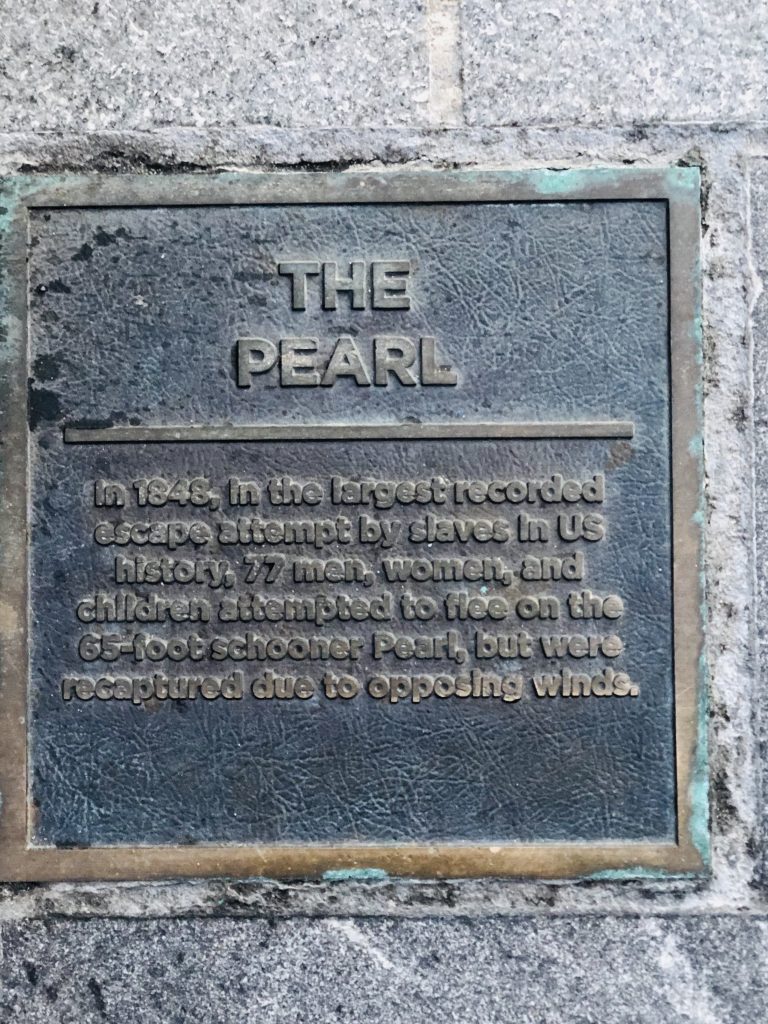 THE
PEARL
In 1848, in the largest recorded
escape attempt by slaves in US
history, 77 men, women, and
children attempted to flee on the
65-foot schooner Pearl, but were
recaptured due to opposing winds.